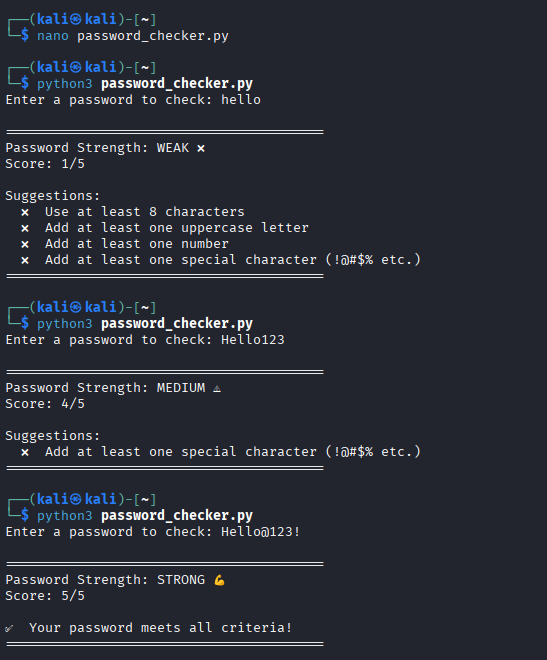 ┌──(kali㉿kali)-[~]
└─$ nano password_checker.py
┌──(kali㉿kali)-[~]
└─$ python3 password_checker.py
Enter a password to check: hello
========================================
Password Strength: WEAK ❌
Score: 1/5
Suggestions:
  ❌  Use at least 8 characters
  ❌  Add at least one uppercase letter
  ❌  Add at least one number
  ❌  Add at least one special character (!@#$% etc.)
========================================
┌──(kali㉿kali)-[~]
└─$ python3 password_checker.py
Enter a password to check: Hello123
========================================
Password Strength: MEDIUM ⚠
Score: 4/5
Suggestions:
  ❌  Add at least one special character (!@#$% etc.)
========================================
┌──(kali㉿kali)-[~]
└─$ python3 password_checker.py
Enter a password to check: Hello@123!
========================================
Password Strength: STRONG 💪
Score: 5/5
✅  Your password meets all criteria!
========================================